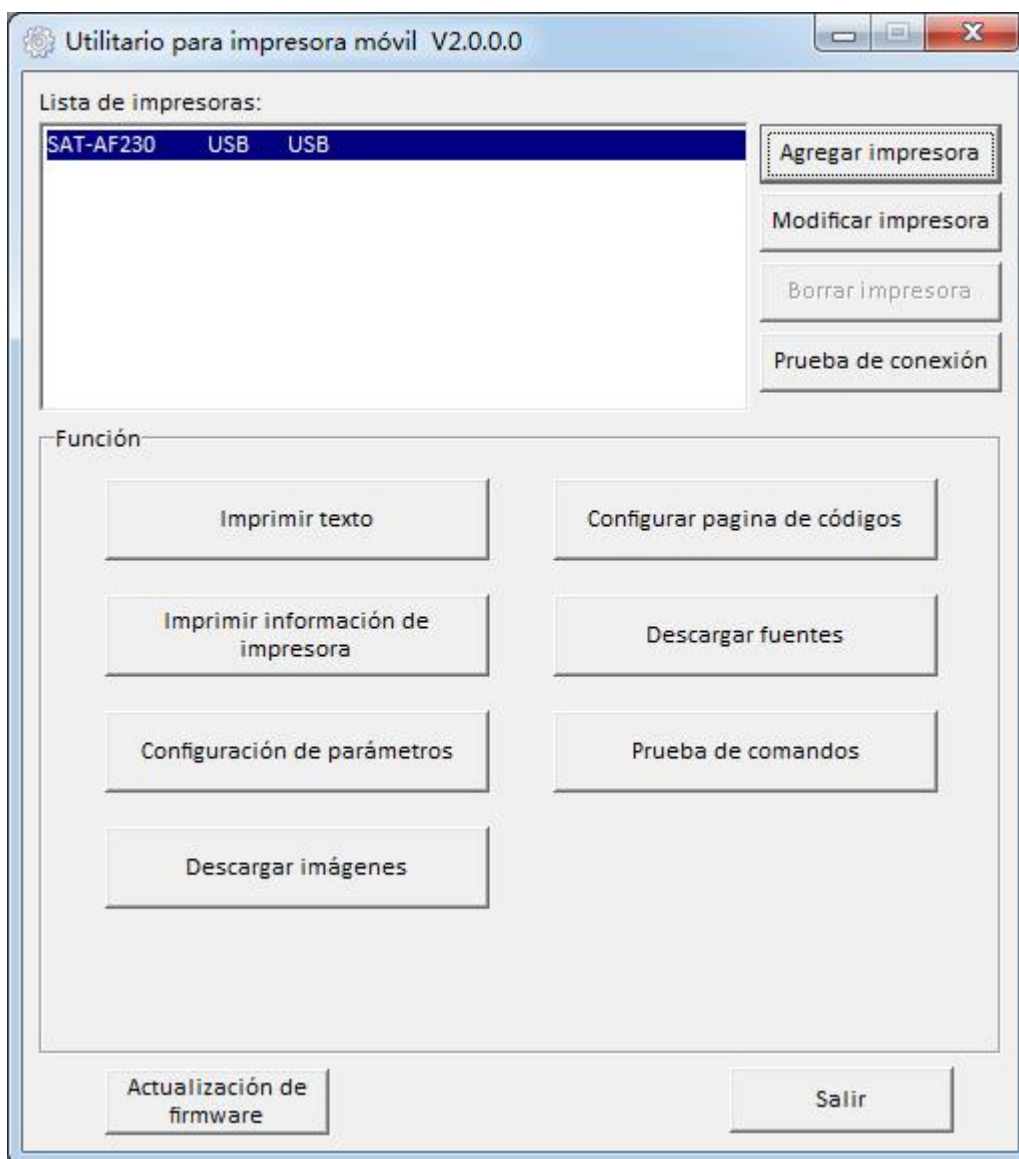 Utilitario para impresora móvil V2.0.0.0
Lista de impresoras:
SAT-AF230 USB USB
Agregar impresora
Modificar impresora
Borrar impresora
Prueba de conexión
Función
Imprimir texto
Configurar pagina de códigos
Imprimir información de
impresora
Descargar fuentes
Configuración de parámetros
Prueba de comandos
Descargar imágenes
Actualización de
firmware
Salir